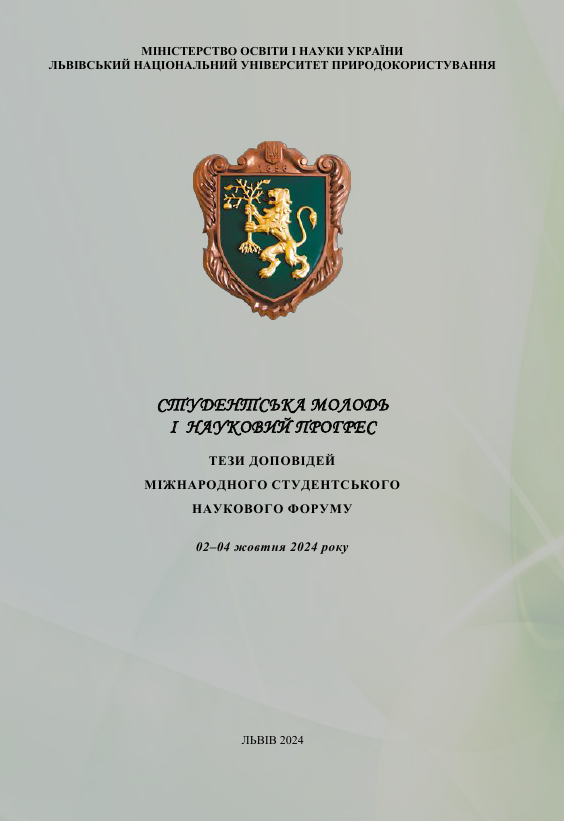 МІНІСТЕРСТВО ОСВІТИ І НАУКИ УКРАЇНИ
ЛЬВІВСЬКИЙ НАЦІОНАЛЬНИЙ УНІВЕРСИТЕТ ПРИРОДОКОРИСТУВАННЯ
СТУДЕНТСЬКА МОЛОДЬ
І НАУКОВИЙ ПРОГРЕС
ТЕЗИ ДОПОВІДЕЙ
МІЖНАРОДНОГО СТУДЕНТСЬКОГО
НАУКОВОГО ФОРУМУ
02–04 жовтня 2024 року
ЛЬВІВ 2024